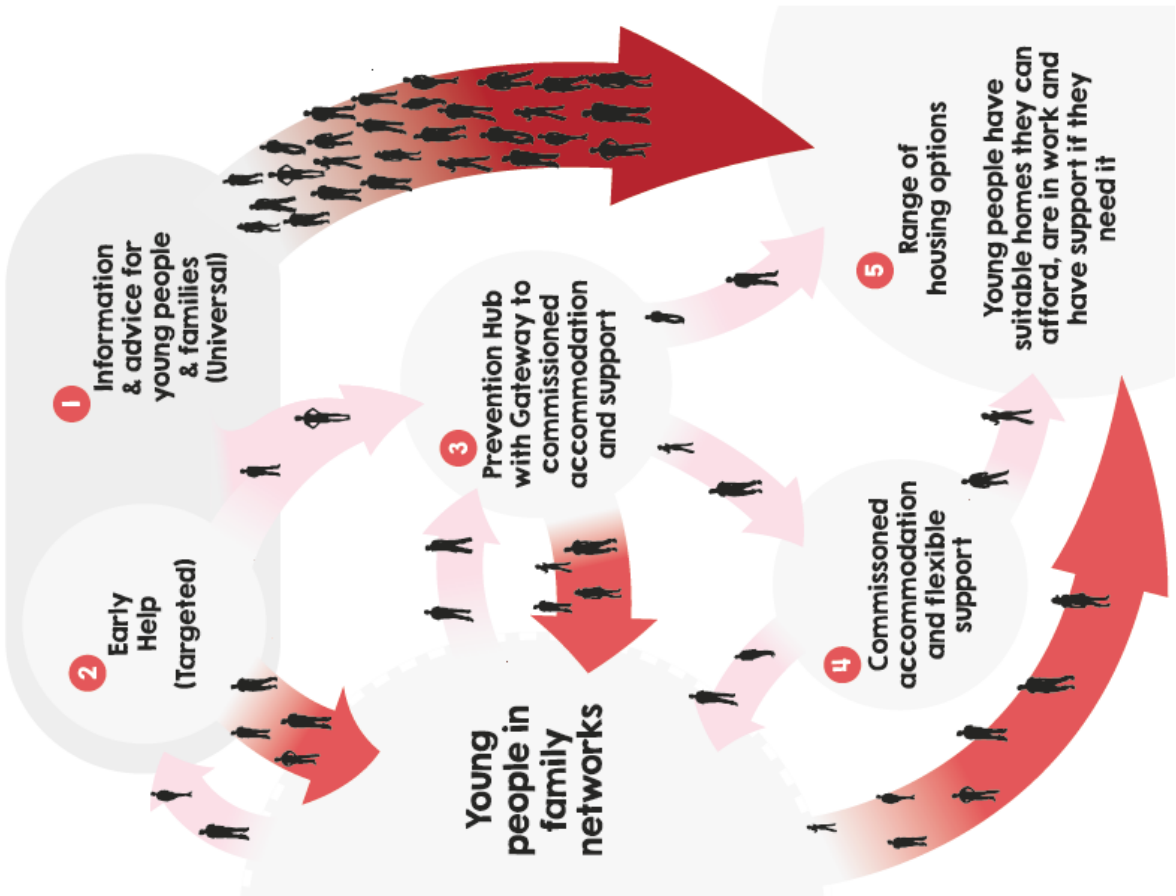 1
Information
& advice for
young people
& families
(Universal)
2
Early
Help
(Targeted)
3
Prevention Hub
with Gateway to
commissioned
accommodation
and support
Young
people in
family
networks
4
Commissoned
accommodation
and flexible
support
5
Range of
housing options
Young people have
suitable homes they can
afford, are in work and
have support if they
need it